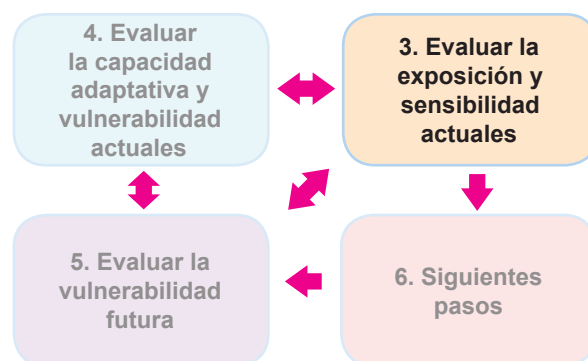 4. Evaluar
la capacidad
adaptativa y
vulnerabilidad
actuales
3. Evaluar la
exposición y
sensibilidad
actuales
5. Evaluar la
vulnerabilidad
futura
6. Siguientes
pasos